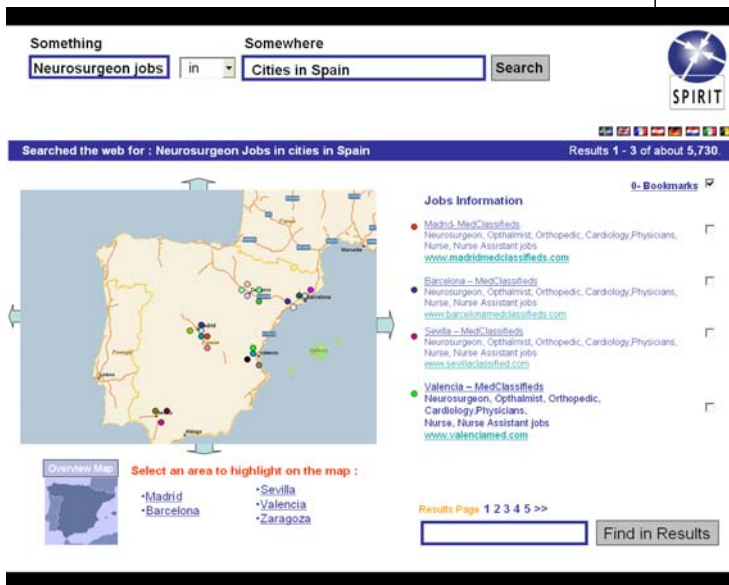 Something
Somewhere
Neurosurgeon jobs
in
Cities in Spain
Search
SPIRIT
Searched the web for : Neurosurgeon Jobs in cities in Spain
Results 1 - 3 of about 5,730.
0- Bookmarks
Jobs Information
Madrid- MedClassifieds
Neurosurgeon, Opthalmist, Orthopedic, Cardiology,Physicians,
Nurse, Nurse Assistant jobs
www.madridmedclassifieds.com
Barcelona – MedClassifieds
Neurosurgeon, Opthalmist, Orthopedic, Cardiology,Physicians,
Nurse, Nurse Assistant jobs
www.barcelonamedclassifieds.com
Sevilla – MedClassifieds
Neurosurgeon, Opthalmist, Orthopedic, Cardiology,Physicians,
Nurse, Nurse Assistant jobs
www.sevillaclassified.com
Valencia – MedClassifieds
Neurosurgeon, Opthalmist, Orthopedic,
Cardiology,Physicians,
Nurse, Nurse Assistant jobs
www.valenciamed.com
Barcelona
Portugal
Málaga
Overview Map
Select an area to highlight on the map :
•Madrid
•Barcelona
•Sevilla
•Valencia
•Zaragoza
Results Page 1 2 3 4 5 >>
Find in Results